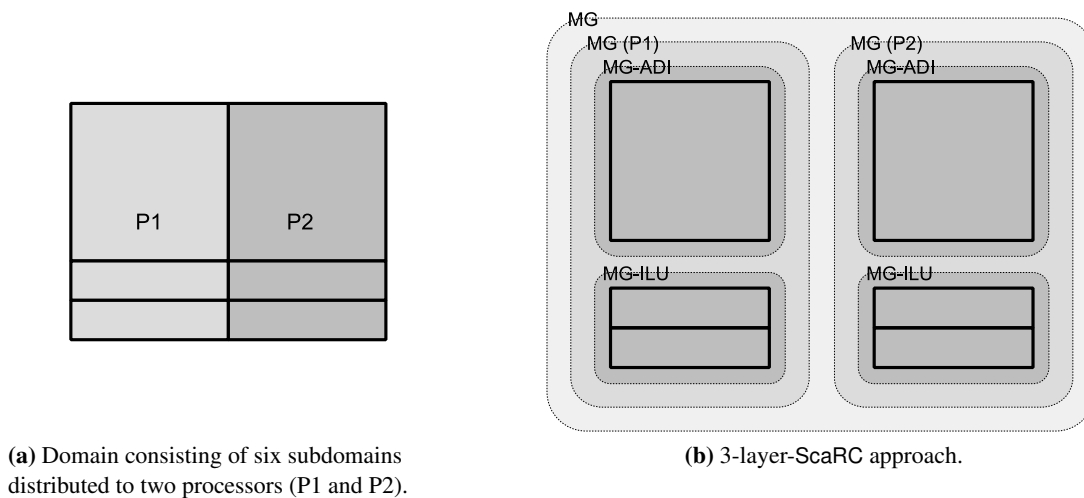 MG
MG (P1)
MG (P2)
MG-ADI
MG-ADI
P1
P2
MG-ILU
MG-ILU
(a) Domain consisting of six subdomains
distributed to two processors (P1 and P2).
(b) 3-layer-ScaRC approach.